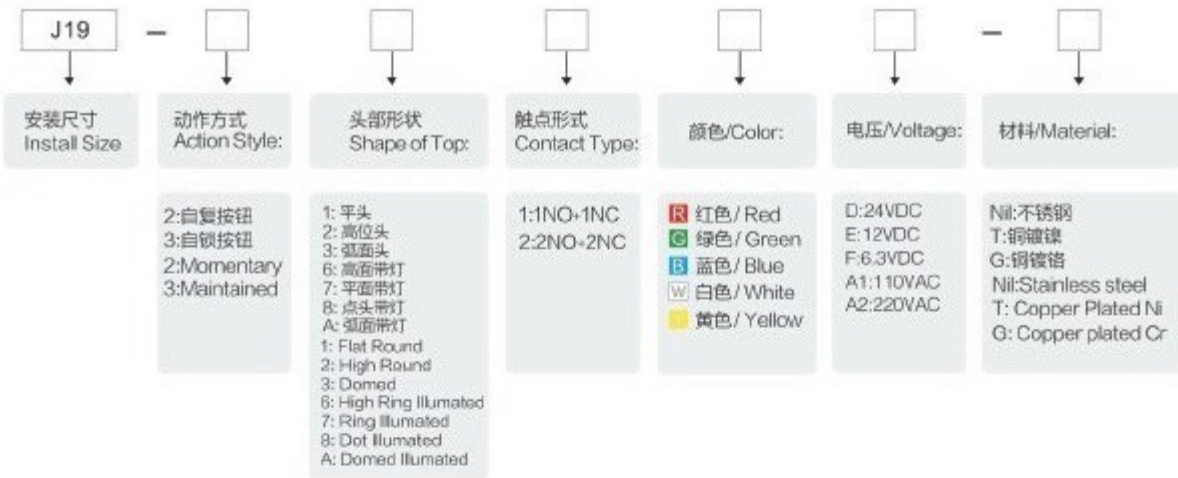 J19 - -
安装尺寸
Install Size
动作方式
Action Style:
头部形状
Shape of Top:
触点形式
Contact Type:
颜色/Color:
电压/Voltage:
材料/Material:
2:自复按钮
3:自锁按钮
2:Momentary
3:Maintained
1: 平头
2: 高位头
3: 弧面头
6: 高面带灯
7: 平面带灯
8: 点头带灯
A: 弧面带灯
1: Flat Round
2: High Round
3: Domed
6: High Ring Illumated
7: Ring Illumated
8: Dot Illumated
A: Domed Illumated
1:1NO+1NC
2:2NO+2NC
R 红色/ Red
G 绿色/ Green
B 蓝色/ Blue
W 白色/ White
黄色/ Yellow
D:24VDC
E:12VDC
F:6.3VDC
A1:110VAC
A2:220VAC
Nil:不锈钢
T:铜镀镍
G:铜镀铬
Nil:Stainless steel
T: Copper Plated Ni
G: Copper plated Cr